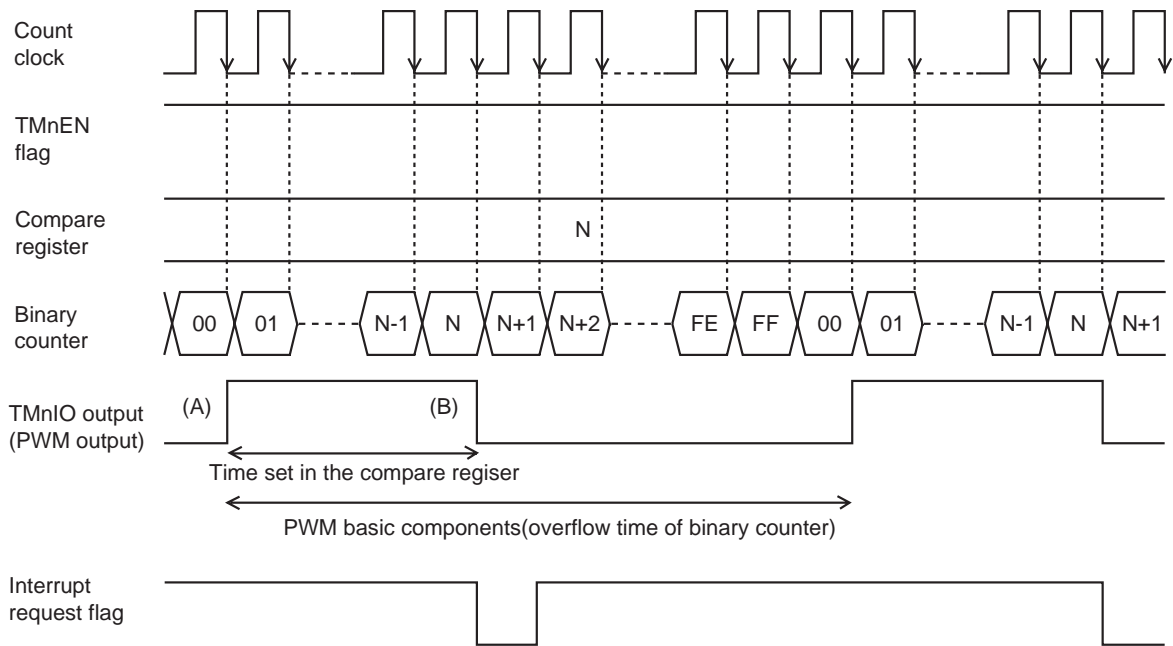 Count
clock
TMnEN
flag
Compare
register
N
Binary
counter
00 01 N-1 N N+1 N+2 FE FF 00 01 N-1 N N+1
TMnIO output
(PWM output)
(A)
(B)
Time set in the compare regiser
PWM basic components(overflow time of binary counter)
Interrupt
request flag